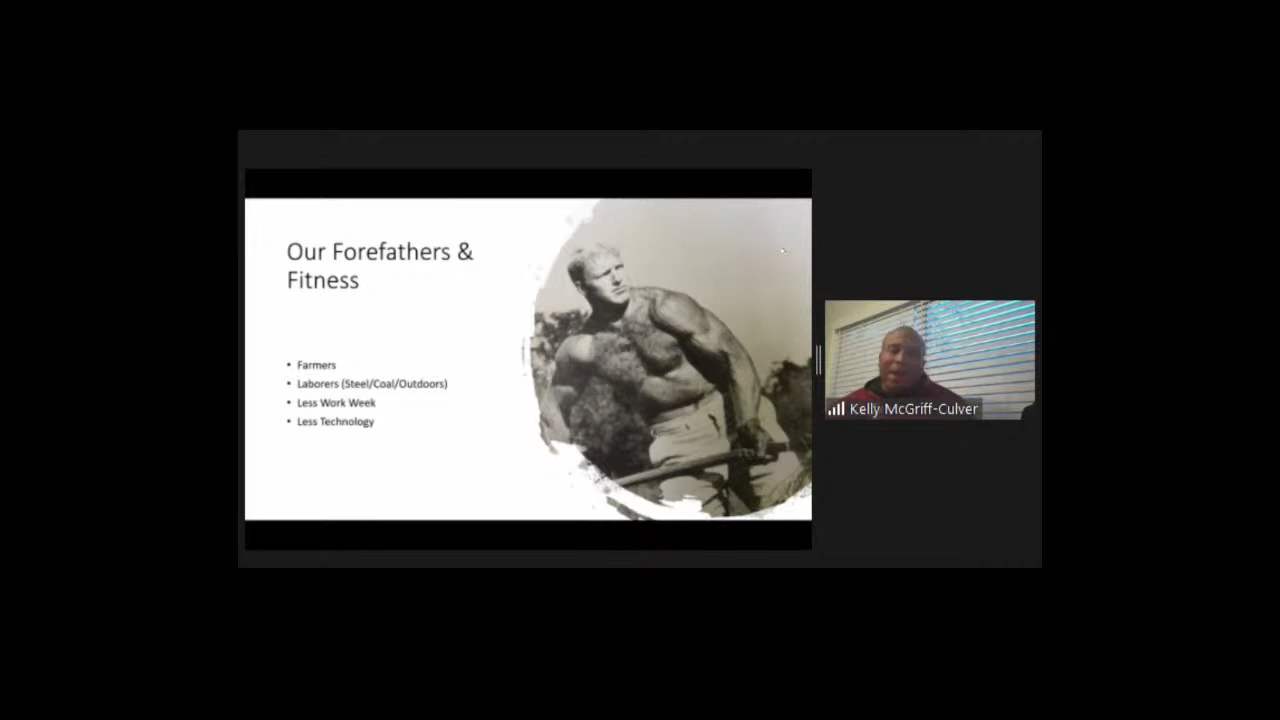 Our Forefathers &
Fitness
• Farmers
• Laborers (Steel/Coal/Outdoors)
• Less Work Week
• Less Technology
Kelly McGriff-Culver